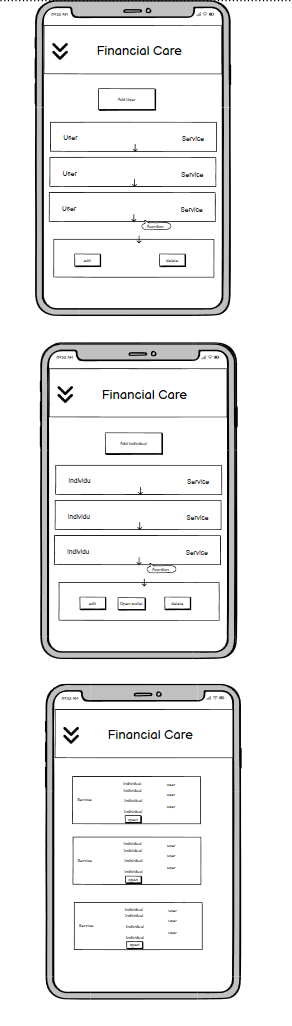 09:32 AM
Financial Care
Add User
User Service
User Service
User Service
Accordion
edit delete
09:32 AM
Financial Care
Add Individual
Individu Service
Individu Service
Individu Service
Accordion
edit Open wallet delete
09:32 AM
Financial Care
Individual user
Individual user
Service Individual user
Individual
open
Individual user
Individual user
Service Individual user
Individual
open
Individual user
Individual user
Service Individual user
Individual
open